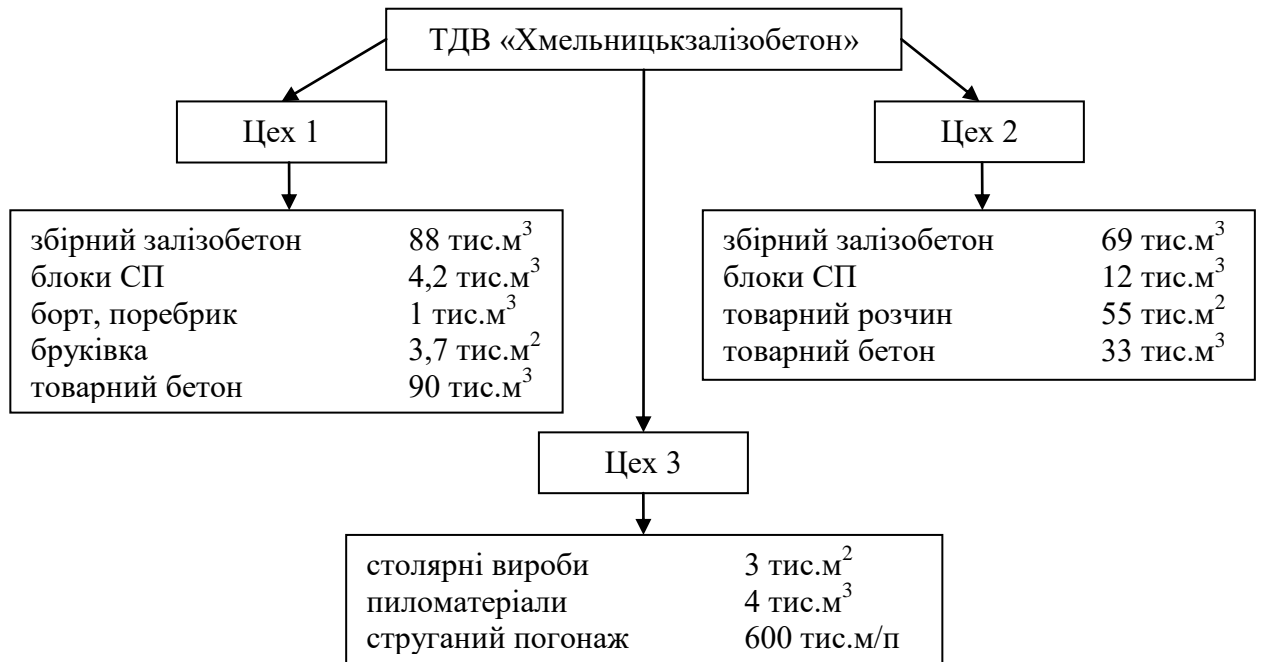 ТДВ «Хмельницькзалізобетон»
Цех 1
збірний залізобетон 88 тис.м³
блоки СП 4,2 тис.м³
борт, поребрик 1 тис.м³
бруківка 3,7 тис.м²
товарний бетон 90 тис.м³
Цех 2
збірний залізобетон 69 тис.м³
блоки СП 12 тис.м³
товарний розчин 55 тис.м²
товарний бетон 33 тис.м³
Цех 3
столярні вироби 3 тис.м²
пиломатеріали 4 тис.м³
струганий погонаж 600 тис.м/п